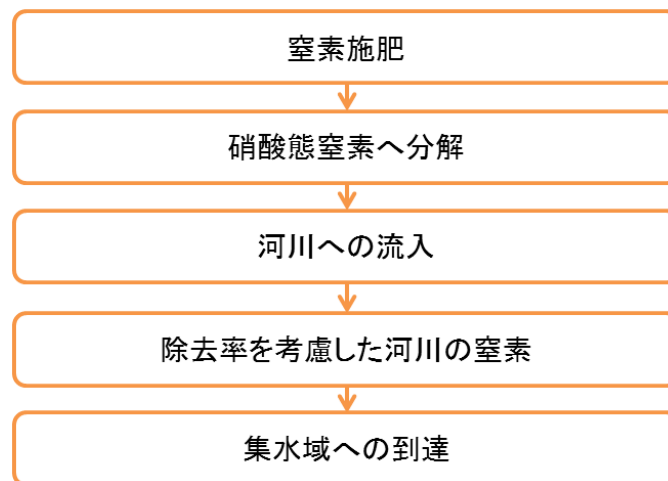 窒素施肥
硝酸態窒素へ分解
河川への流入
除去率を考慮した河川の窒素
集水域への到達